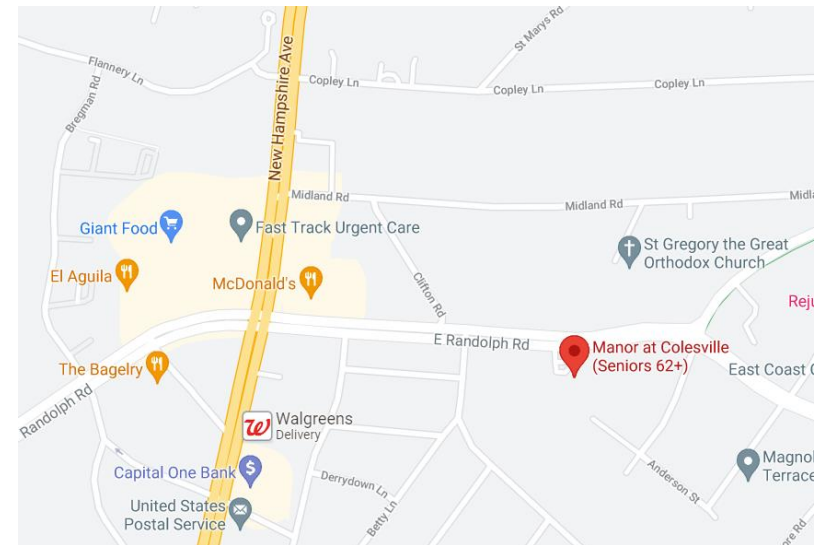 St Marys Rd
New Hampshire Ave
Flannery Ln
Copley Ln
Copley Ln
Copley Ln
Bregman Rd
Midland Rd
Midland Rd
Giant Food
Fast Track Urgent Care
St Gregory the Great
Orthodox Church
El Aguila
McDonald's
Clifton Rd
E Randolph Rd
Manor at Colesville
(Seniors 62+)
The Bagelry
East Coast
Randolph Rd
Walgreens
Delivery
Capital One Bank
$
Derrydown Ln
Anderson St
Terrace
United States
Postal Service
Betty Ln